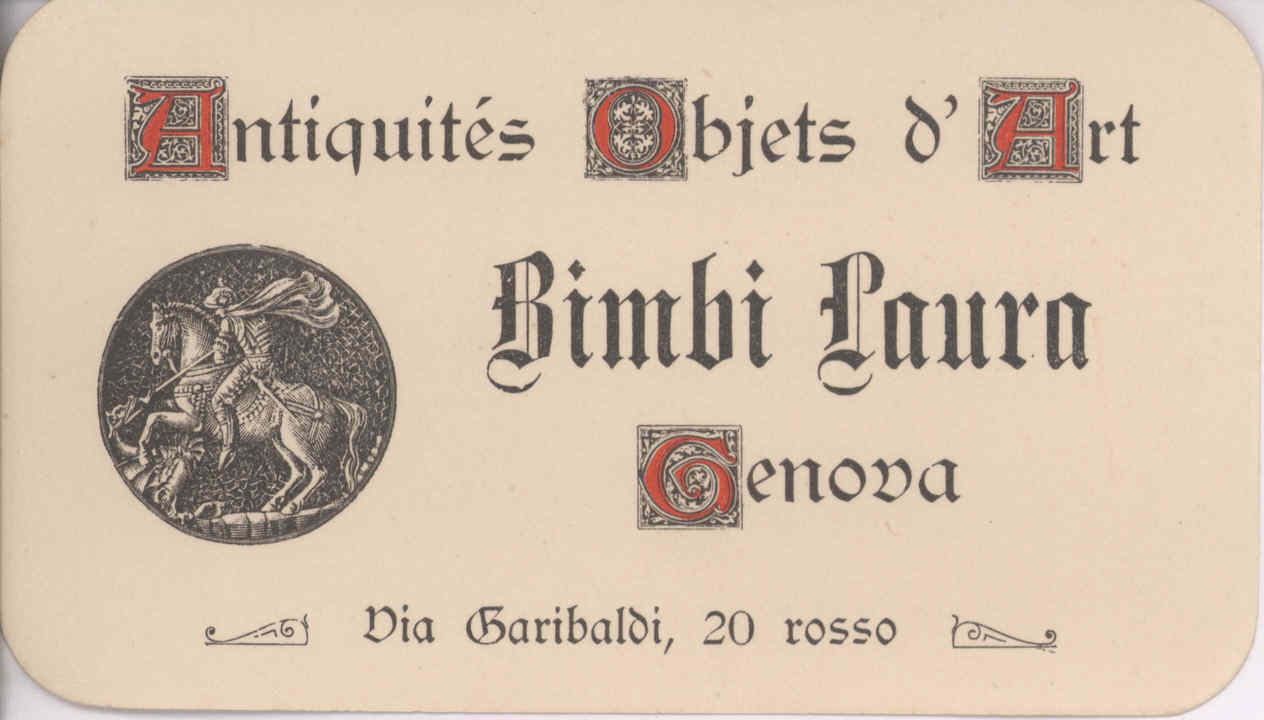 Antiquités Objets d'Art
Bimbi Laura
Genova
Via Garibaldi, 20 rosso